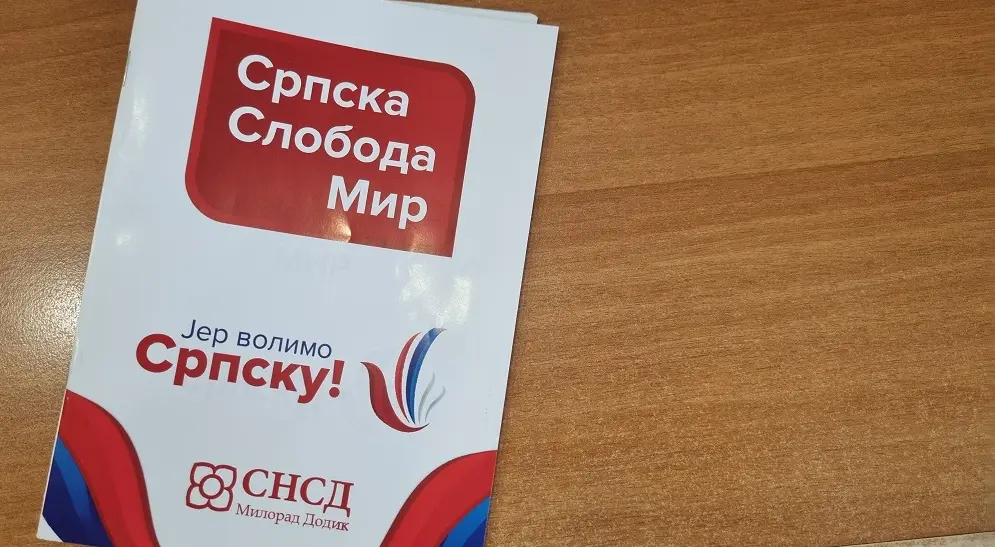 Српска
Слобода
Мир
Јер волимо
Српску!
СНСД
Милорад Додик